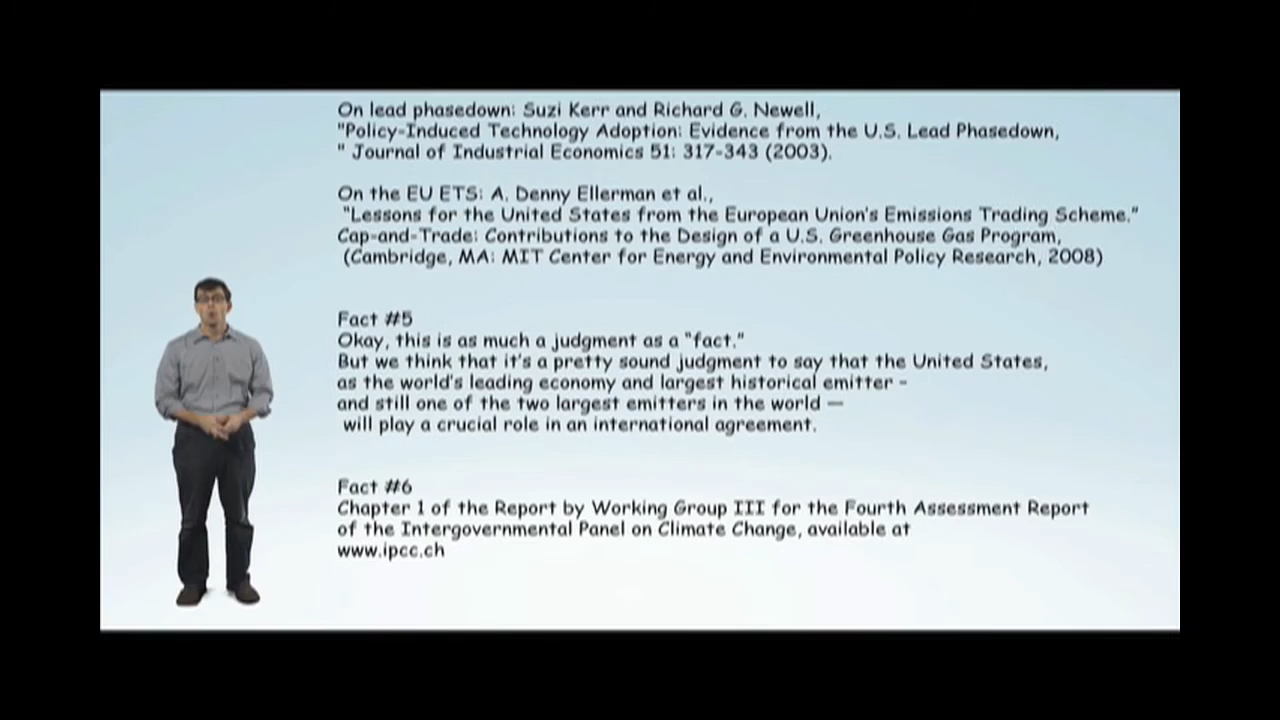 On lead phasedown: Suzi Kerr and Richard G. Newell,
"Policy-Induced Technology Adoption: Evidence from the U.S. Lead Phasedown,
" Journal of Industrial Economics 51: 317-343 (2003).
On the EU ETS: A. Denny Ellerman et al.,
"Lessons for the United States from the European Union's Emissions Trading Scheme."
Cap-and-Trade: Contributions to the Design of a U.S. Greenhouse Gas Program,
(Cambridge, MA: MIT Center for Energy and Environmental Policy Research, 2008)
Fact #5
Okay, this is as much a judgment as a "fact."
But we think that it's a pretty sound judgment to say that the United States,
as the world's leading economy and largest historical emitter -
and still one of the two largest emitters in the world —
will play a crucial role in an international agreement.
Fact #6
Chapter 1 of the Report by Working Group III for the Fourth Assessment Report
of the Intergovernmental Panel on Climate Change, available at
www.ipcc.ch